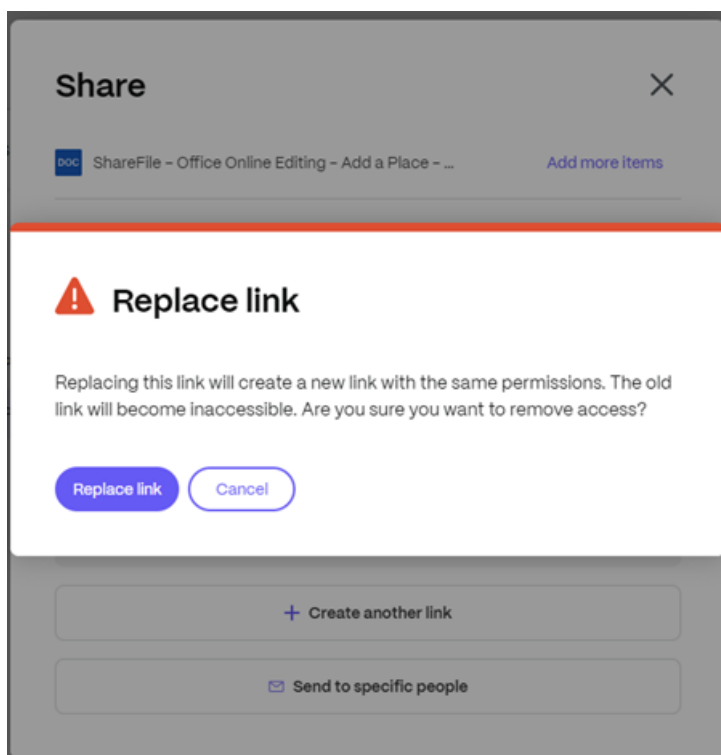 Share
DOC ShareFile – Office Online Editing – Add a Place – ... Add more items
Replace link
Replacing this link will create a new link with the same permissions. The old
link will become inaccessible. Are you sure you want to remove access?
Replace link Cancel
+ Create another link
Send to specific people